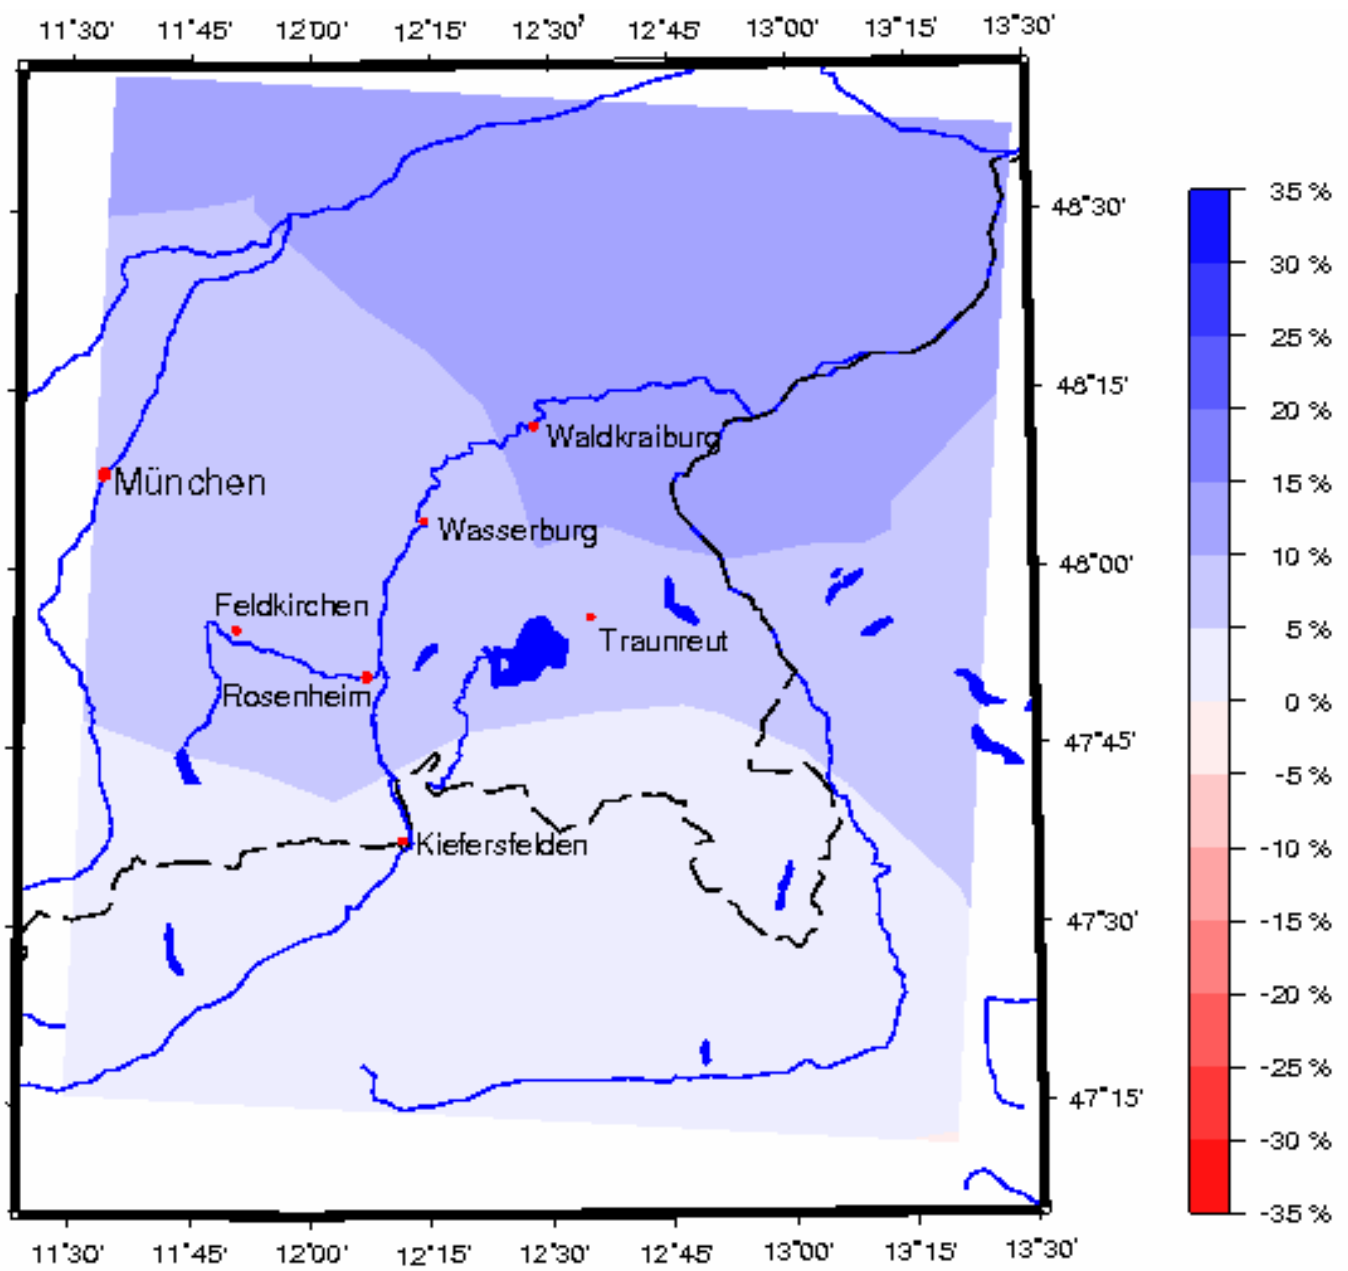 11°30' 11°45' 12°00' 12°15' 12°30' 12°45' 13°00' 13°15' 13°30'
35 %
48°30'
30 %
25 %
48°15'
20 %
Waldkraiburg
München
15 %
Wasserburg
10 %
48°00'
Feldkirchen
5 %
Traunreut
Rosenheim
0 %
47°45'
-5 %
Kiefersfelden
-10 %
47°30'
-15 %
-20 %
-25 %
47°15'
-30 %
-35 %
11°30' 11°45' 12°00' 12°15' 12°30' 12°45' 13°00' 13°15' 13°30'